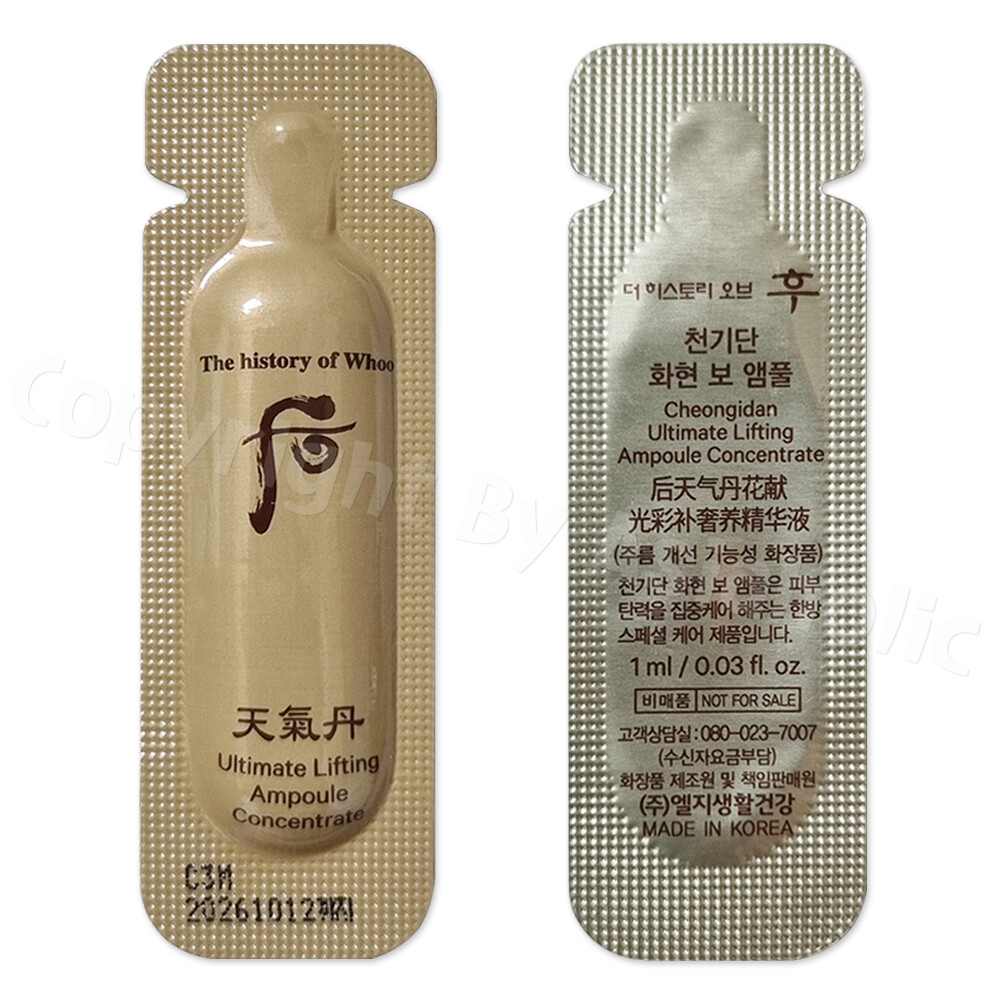 The history of Whoo
后
天氣丹
Ultimate Lifting
Ampoule
Concentrate
C3M
20261012까지
더 히스토리 오브 후
천기단
화현 보 앰풀
Cheongidan
Ultimate Lifting
Ampoule Concentrate
后天气丹花献
光彩补奢养精华液
(주름 개선 기능성 화장품)
천기단 화현 보 앰풀은 피부
탄력을 집중케어 해주는 한방
스페셜 케어 제품입니다.
1 ml / 0.03 fl. oz.
비매품 NOT FOR SALE
고객상담실:080-023-7007
(수신자요금부담)
화장품 제조원 및 책임판매원
(주)엘지생활건강
MADE IN KOREA
Copyright By